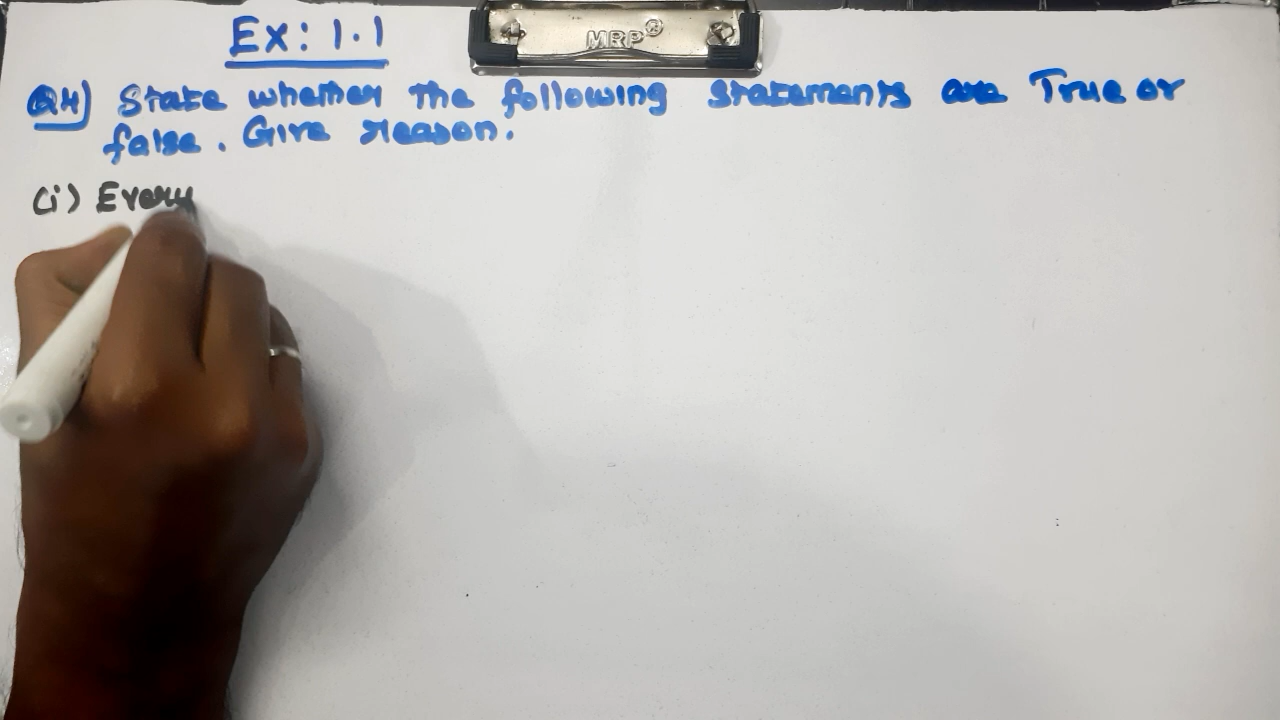 MRP®
Ex: 1.1
Q4) State whether the following statements are True or
false. Give reason.
(i) Every